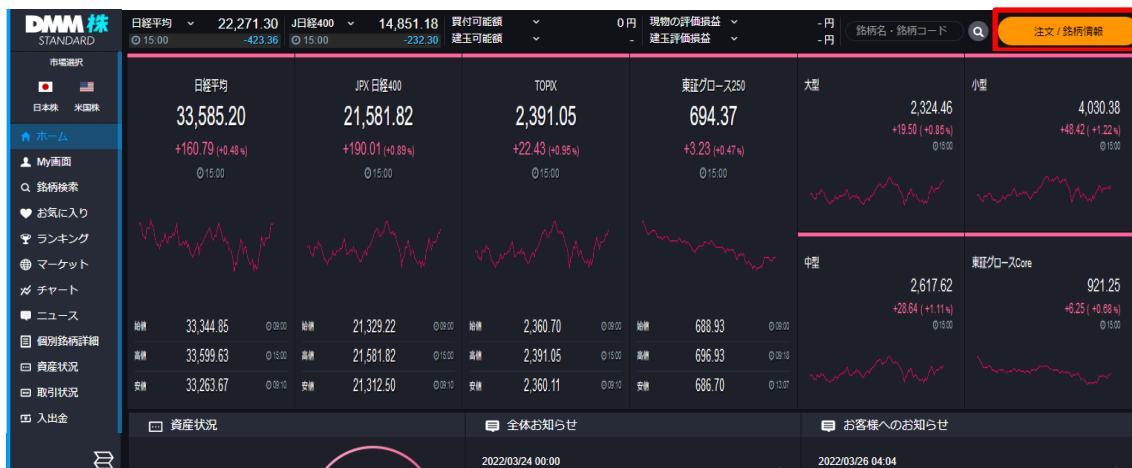 DMM 株
STANDARD
市場選択
日本株 米国株
ホーム
My画面
銘柄検索
お気に入り
ランキング
マーケット
チャート
ニュース
個別銘柄詳細
資産状況
取引状況
入出金
日経平均 22,271.30 J日経400 14,851.18 買付可能額 0円 現物の評価損益 -円
15:00 -423.36 15:00 -232.30 建玉可能額 - 建玉評価損益 -円
銘柄名・銘柄コード
注文 / 銘柄情報
日経平均
33,585.20
+160.79 (+0.48 %)
15:00
始値 33,344.85 09:00
高値 33,599.63 15:00
安値 33,263.67 09:10
JPX 日経400
21,581.82
+190.01 (+0.89 %)
15:00
始値 21,329.22 09:00
高値 21,581.82 15:00
安値 21,312.50 09:10
TOPIX
2,391.05
+22.43 (+0.95 %)
15:00
始値 2,360.70 09:00
高値 2,391.05 15:00
安値 2,360.11 09:10
東証グロース250
694.37
+3.23 (+0.47 %)
15:00
始値 688.93 09:00
高値 696.93 09:18
安値 686.70 13:07
大型
2,324.46
+19.50 ( +0.85 %)
15:00
小型
4,030.38
+48.42 ( +1.22 %)
15:00
中型
2,617.62
+28.64 ( +1.11 %)
15:00
東証グロースCore
921.25
+6.25 ( +0.68 %)
15:00
資産状況
全体お知らせ
2022/03/24 00:00
お客様へのお知らせ
2022/03/26 04:04